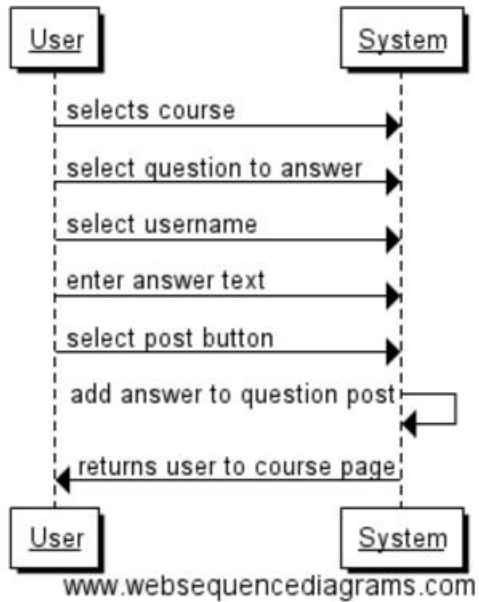 User System
selects course
select question to answer
select username
enter answer text
select post button
add answer to question post
returns user to course page
User System
www.websequencediagrams.com